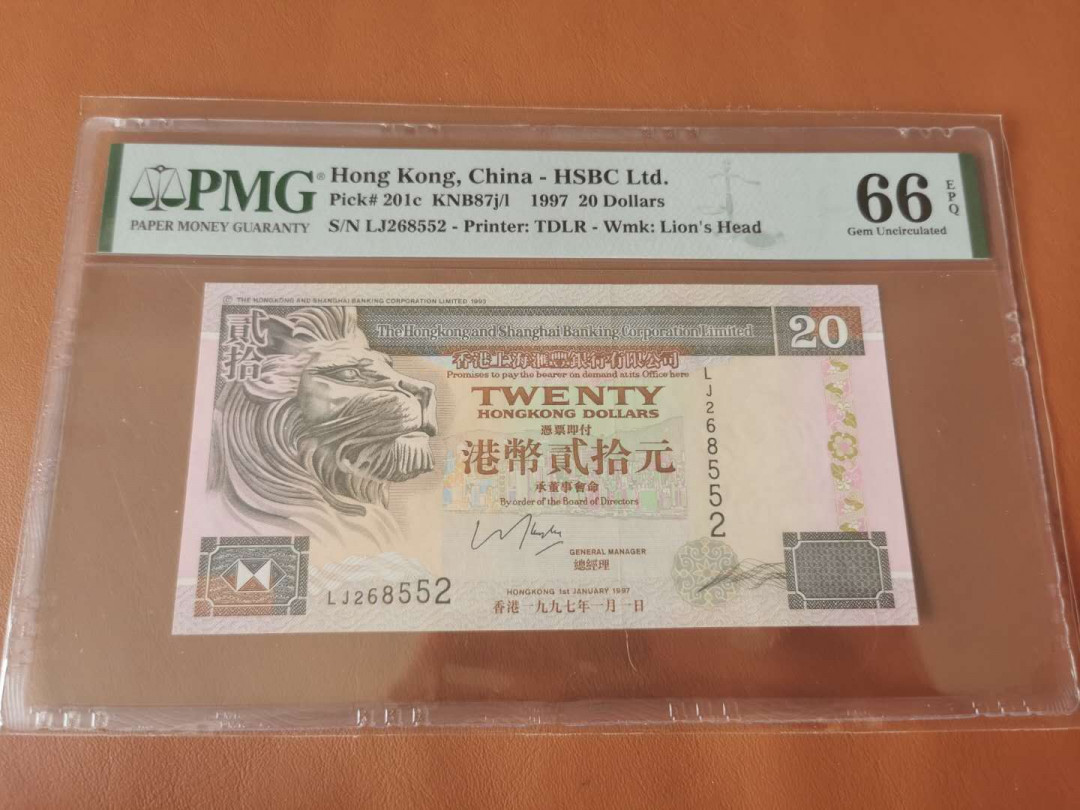 PMG®
PAPER MONEY GUARANTY
Hong Kong, China - HSBC Ltd.
Pick# 201c KNB87j/l 1997 20 Dollars
S/N LJ268552 - Printer: TDLR - Wmk: Lion's Head
66
EPQ
Gem Uncirculated
THE HONGKONG AND SHANGHAI BANKING CORPORATION LIMITED 1993
貳拾
The Hongkong and Shanghai Banking Corporation Limited
20
香港上海滙豐銀行有限公司
Promises to pay the bearer on demand at its Office here
TWENTY
HONGKONG DOLLARS
憑票即付
港幣貳拾元
承董事會命
By order of the Board of Directors
GENERAL MANAGER
總經理
LJ268552
LJ268552
HONGKONG 1st JANUARY 1997
香港一九九七年一月一日